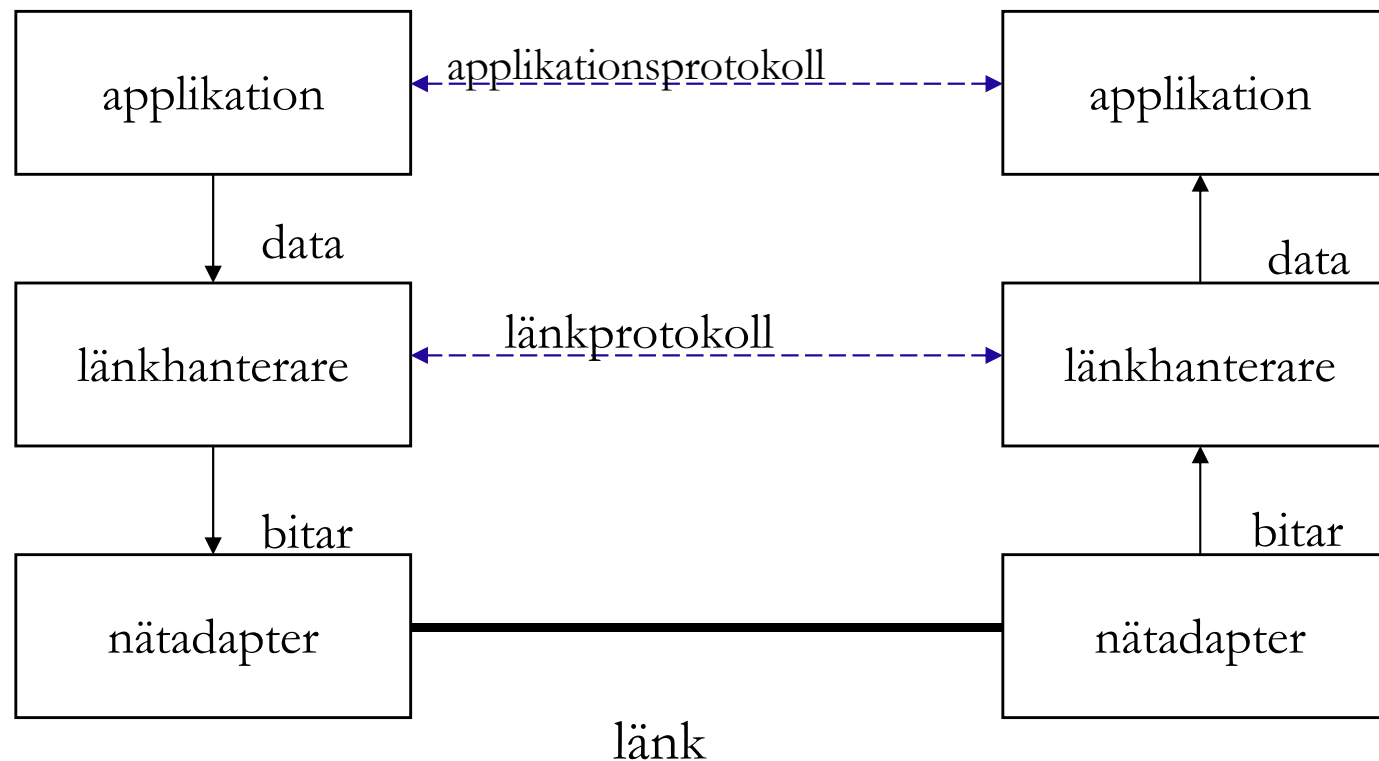 applikation
applikationsprotokoll
applikation
data
data
länkhanterare
länkprotokoll
länkhanterare
bitar
bitar
nätadapter
nätadapter
länk